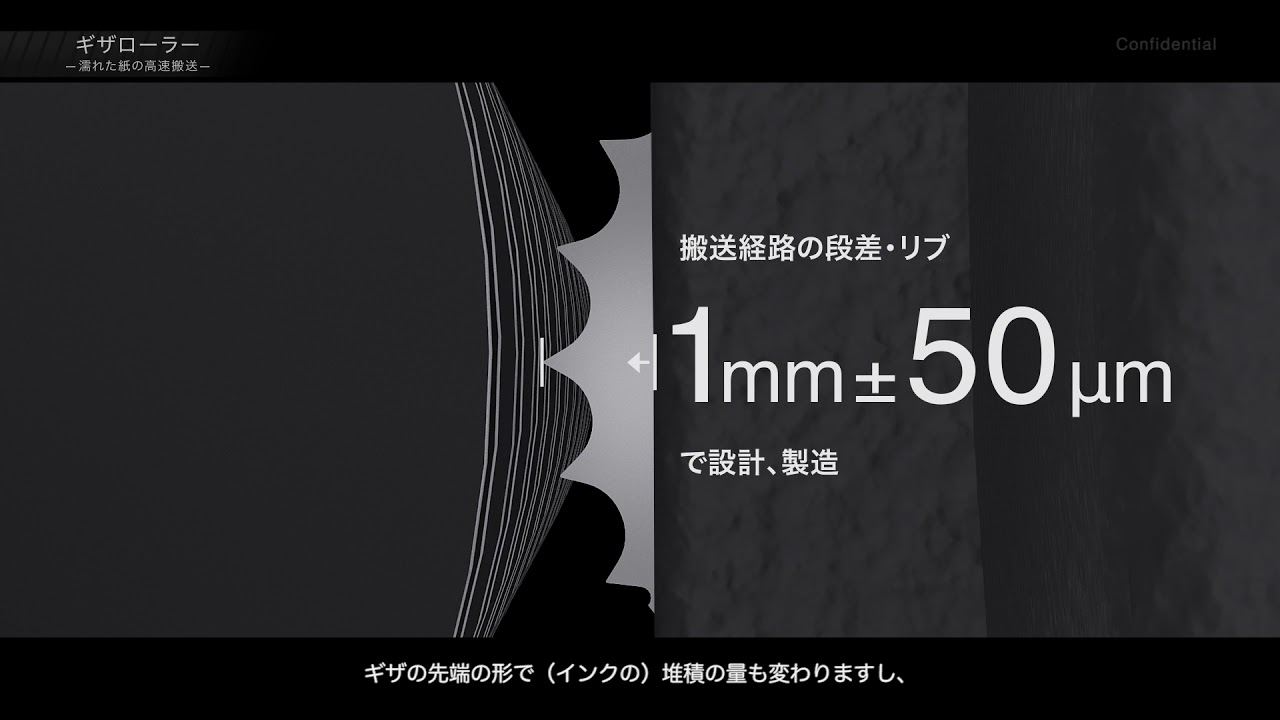 ギザローラー
Confidential
—濡れた紙の高速搬送—
搬送経路の段差・リブ
1mm±50μm
で設計、製造
ギザの先端の形で（インクの）堆積の量も変わりますし、